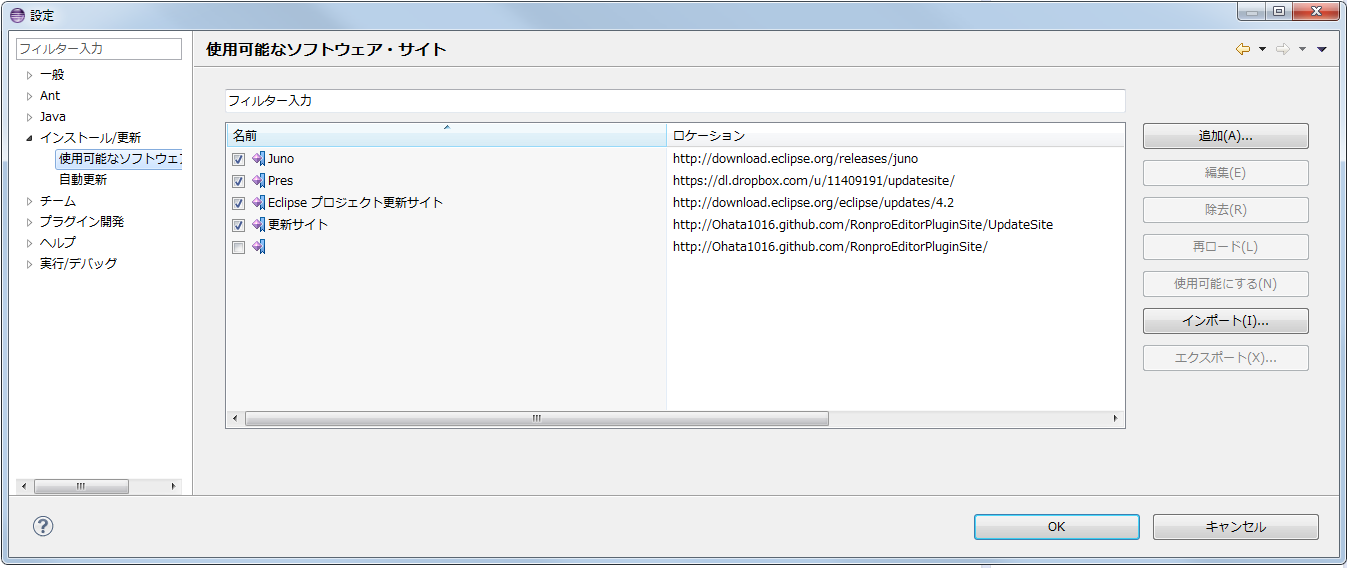 設定
フィルター入力
一般
Ant
Java
インストール/更新
使用可能なソフトウェア
自動更新
チーム
プラグイン開発
ヘルプ
実行/デバッグ
使用可能なソフトウェア・サイト
フィルター入力
名前 ロケーション
Juno http://download.eclipse.org/releases/juno
Pres https://dl.dropbox.com/u/11409191/updatesite/
Eclipse プロジェクト更新サイト http://download.eclipse.org/eclipse/updates/4.2
更新サイト http://Ohata1016.github.com/RonproEditorPluginSite/UpdateSite
http://Ohata1016.github.com/RonproEditorPluginSite/
追加(A)...
編集(E)
除去(R)
再ロード(L)
使用可能にする(N)
インポート(I)...
エクスポート(X)...
OK
キャンセル